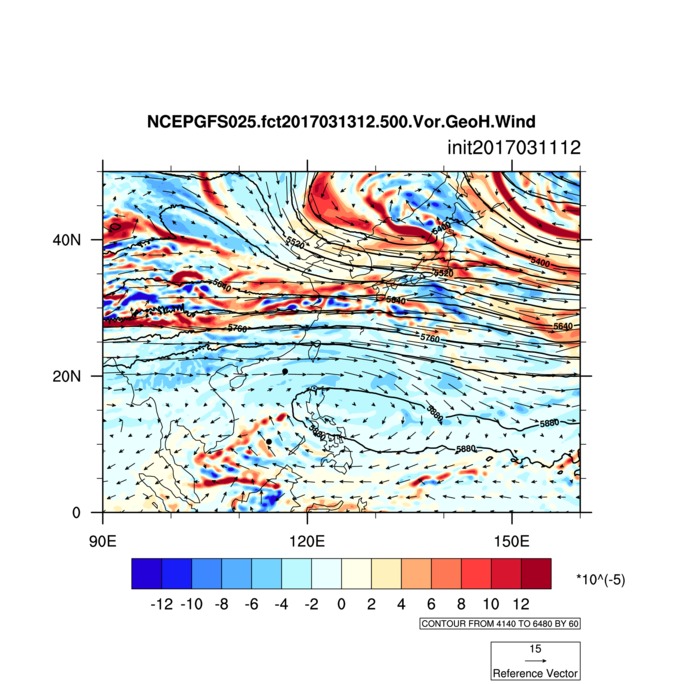 NCEPGFS025.fct2017031312.500.Vor.GeoH.Wind
init2017031112
5460
40N
5520
5400
5520
5640
5640
5640
5760
5760
20N
5880
5880
5880
5880
0
90E 120E 150E
-12 -10 -8 -6 -4 -2 0 2 4 6 8 10 12
*10^(-5)
CONTOUR FROM 4140 TO 6480 BY 60
15
Reference Vector